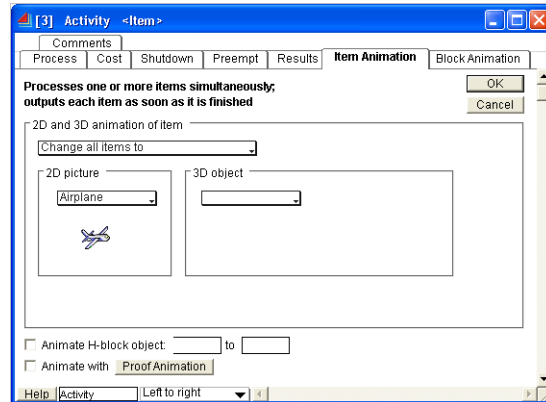 [3] Activity <Item>
Comments
Process Cost Shutdown Preempt Results Item Animation Block Animation
Processes one or more items simultaneously;
outputs each item as soon as it is finished
OK
Cancel
2D and 3D animation of item
Change all items to
2D picture
Airplane
3D object
Animate H-block object: to
Animate with Proof Animation
Help Activity Left to right